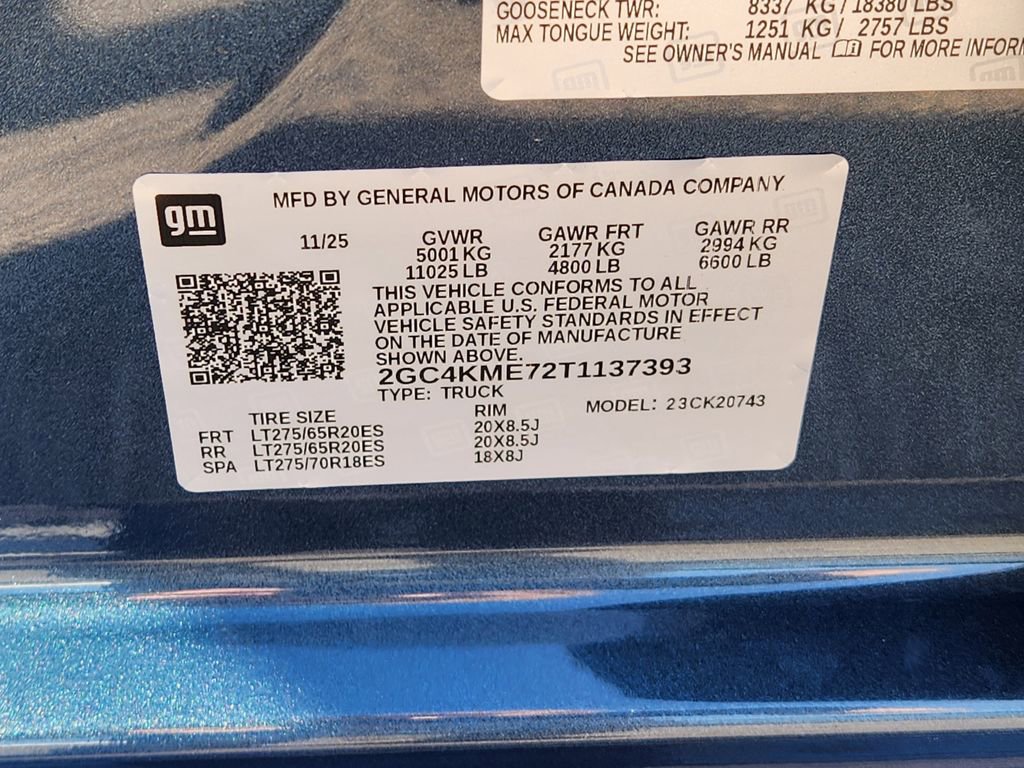 GOOSENECK TWR: 8337 KG / 18380 LBS
MAX TONGUE WEIGHT: 1251 KG / 2757 LBS
SEE OWNER'S MANUAL FOR MORE INFOR
gm
MFD BY GENERAL MOTORS OF CANADA COMPANY
11/25 GVWR GAWR FRT GAWR RR
5001 KG 2177 KG 2994 KG
11025 LB 4800 LB 6600 LB
THIS VEHICLE CONFORMS TO ALL
APPLICABLE U.S. FEDERAL MOTOR
VEHICLE SAFETY STANDARDS IN EFFECT
ON THE DATE OF MANUFACTURE
SHOWN ABOVE.
2GC4KME72T1137393
TYPE: TRUCK
MODEL: 23CK20743
TIRE SIZE RIM
FRT LT275/65R20ES 20X8.5J
RR LT275/65R20ES 20X8.5J
SPA LT275/70R18ES 18X8J